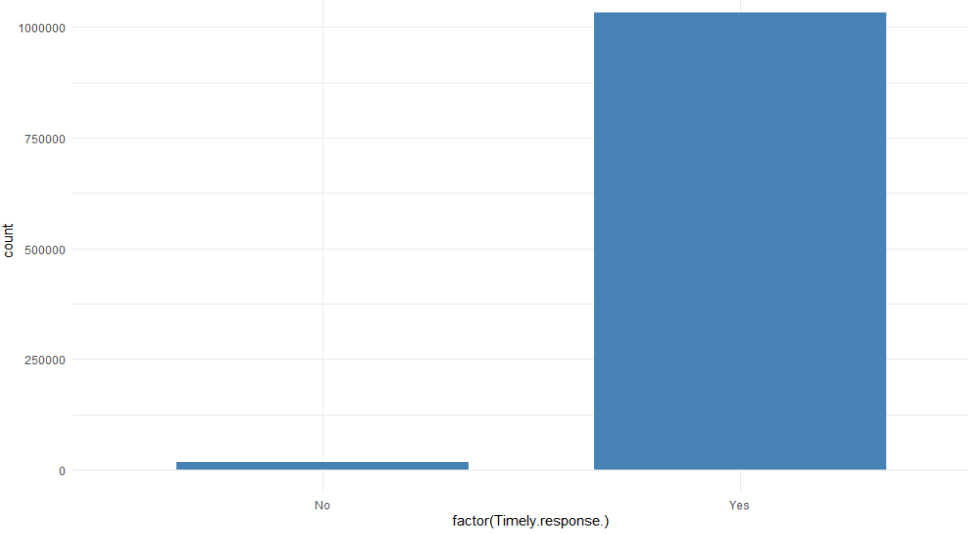 1000000
750000
500000
250000
0
count
No Yes
factor(Timely.response.)